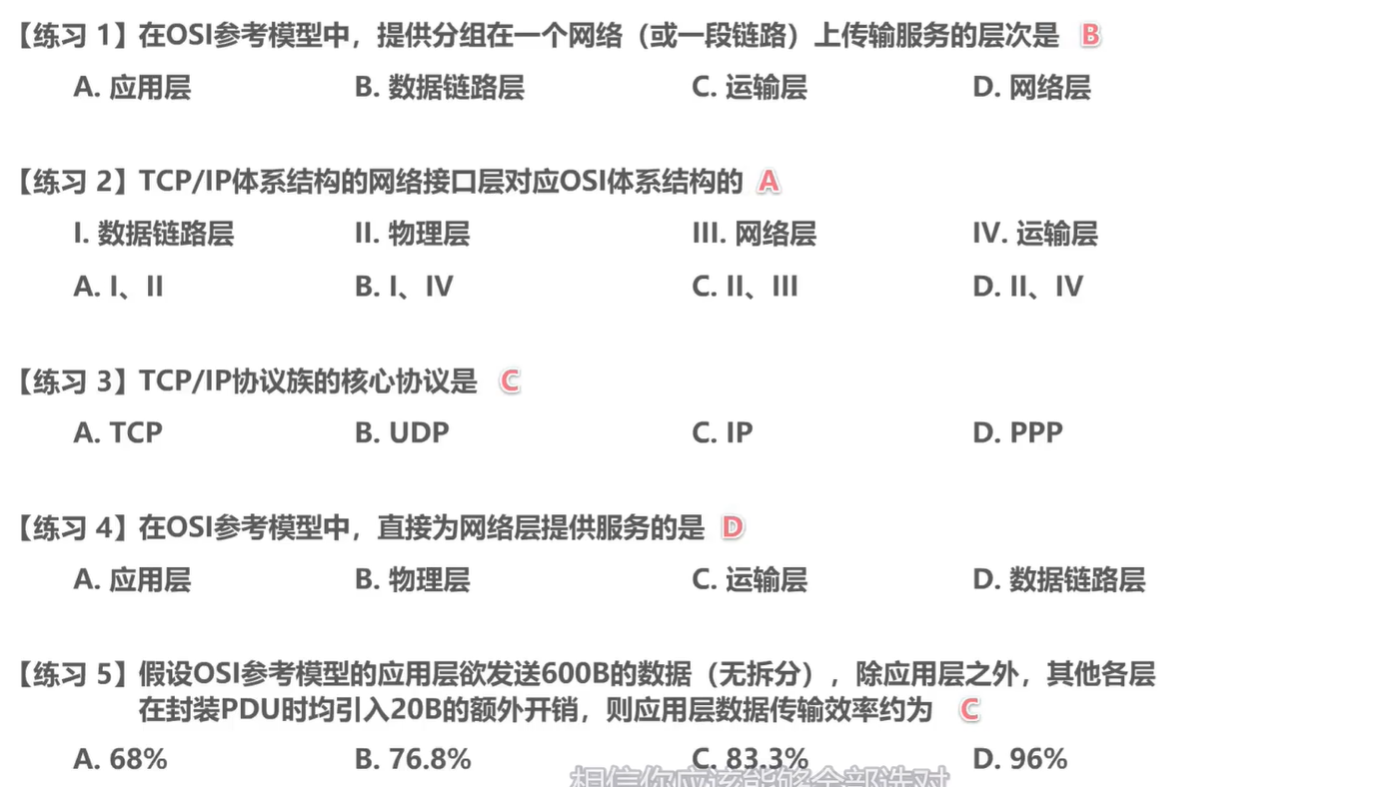 【练习 1】在OSI参考模型中，提供分组在一个网络（或一段链路）上传输服务的层次是 B
A. 应用层 B. 数据链路层 C. 运输层 D. 网络层
【练习 2】TCP/IP体系结构的网络接口层对应OSI体系结构的 A
I. 数据链路层 II. 物理层 III. 网络层 IV. 运输层
A. I、II B. I、IV C. II、III D. II、IV
【练习 3】TCP/IP协议族的核心协议是 C
A. TCP B. UDP C. IP D. PPP
【练习 4】在OSI参考模型中，直接为网络层提供服务的是 D
A. 应用层 B. 物理层 C. 运输层 D. 数据链路层
【练习 5】假设OSI参考模型的应用层欲发送600B的数据（无拆分），除应用层之外，其他各层
在封装PDU时均引入20B的额外开销，则应用层数据传输效率约为 C
A. 68% B. 76.8% C. 83.3% D. 96%
相信你应该能够全部选对